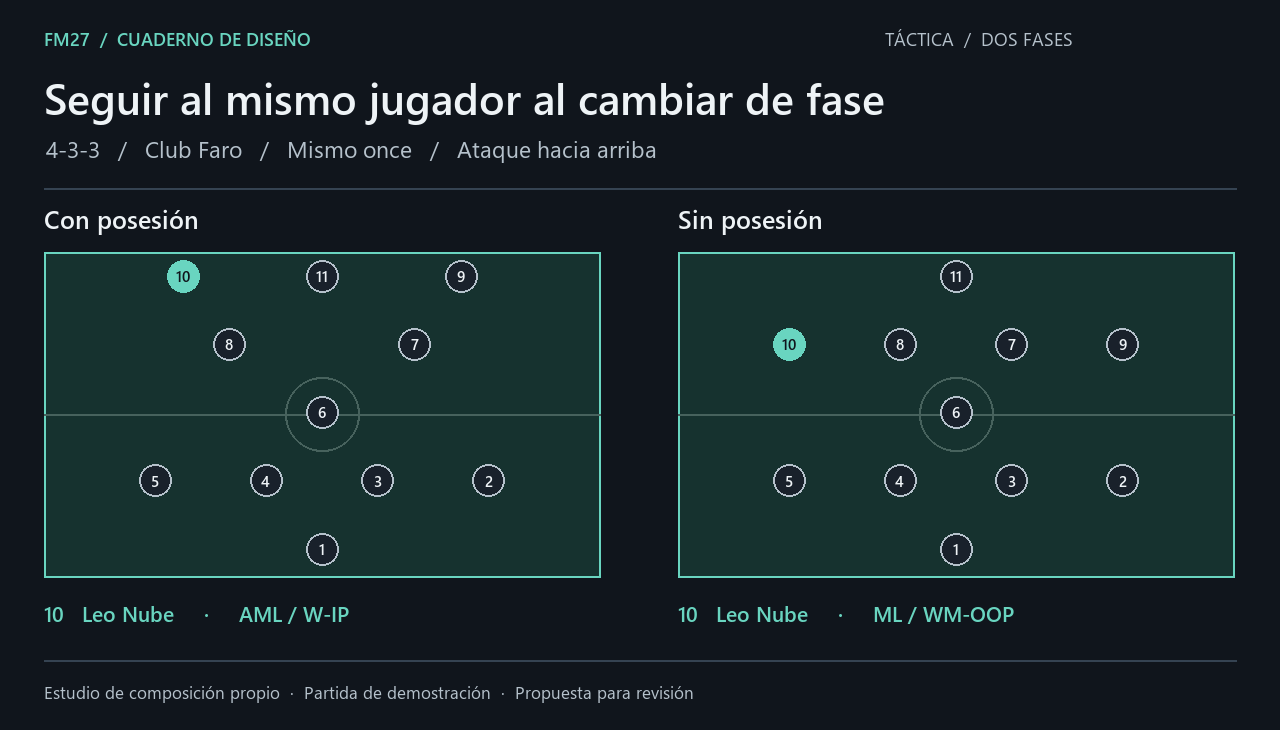 FM27 / CUADERNO DE DISEÑO
TÁCTICA / DOS FASES
Seguir al mismo jugador al cambiar de fase
4-3-3 / Club Faro / Mismo once / Ataque hacia arriba
Con posesión
10 11 9
8 7
6
5 4 3 2
1
10 Leo Nube · AML / W-IP
Sin posesión
11
10 8 7 9
6
5 4 3 2
1
10 Leo Nube · ML / WM-OOP
Estudio de composición propio · Partida de demostración · Propuesta para revisión